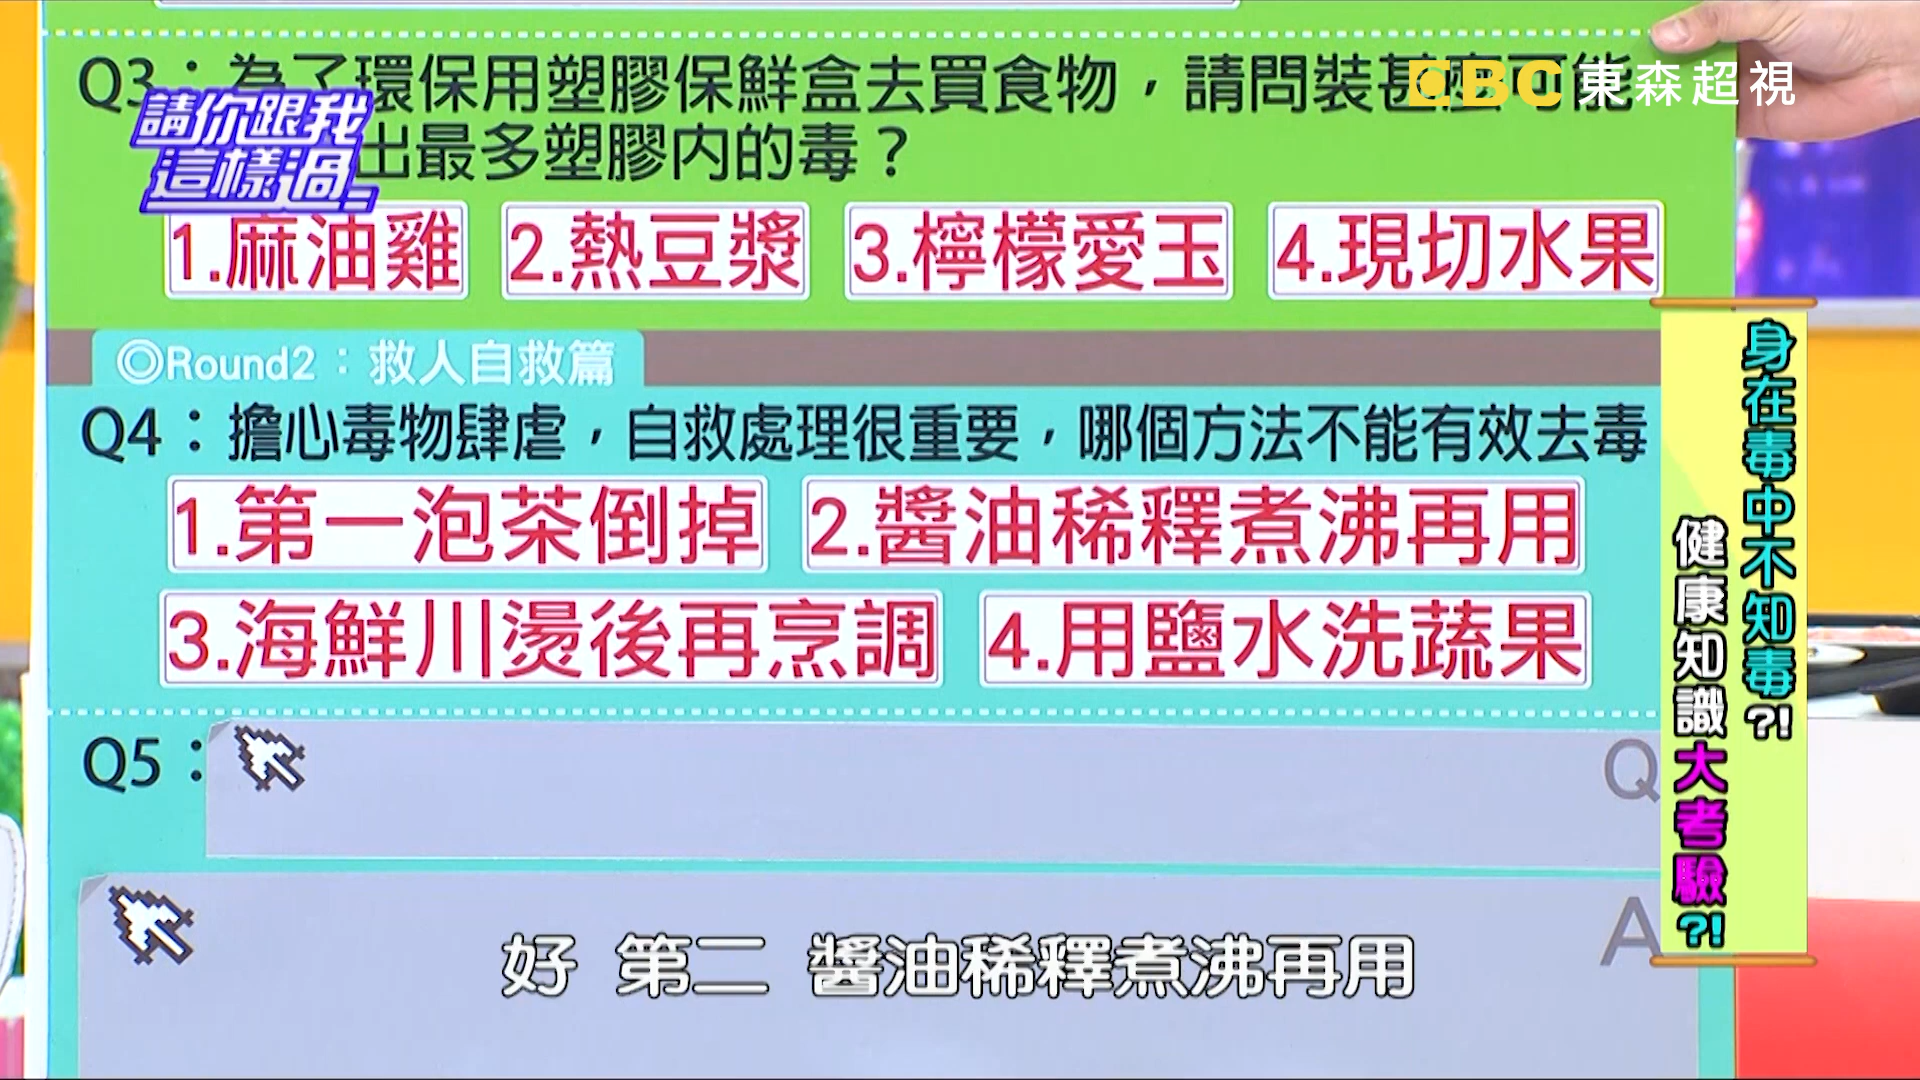 Q3：為了環保用塑膠保鮮盒去買食物，請問裝甚麼可能
出最多塑膠內的毒？
1.麻油雞
2.熱豆漿
3.檸檬愛玉
4.現切水果
◎Round2：救人自救篇
Q4：擔心毒物肆虐，自救處理很重要，哪個方法不能有效去毒
1.第一泡茶倒掉
2.醬油稀釋煮沸再用
3.海鮮川燙後再烹調
4.用鹽水洗蔬果
Q5：
Q
A
請你跟我
這樣過
EBC 東森超視
身在毒中不知毒?!
健康知識大考驗?!
好 第二 醬油稀釋煮沸再用